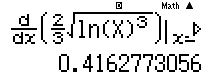 D Math ▲
d/dx(2/3√ln(X)³)|x=▷
0.4162773056